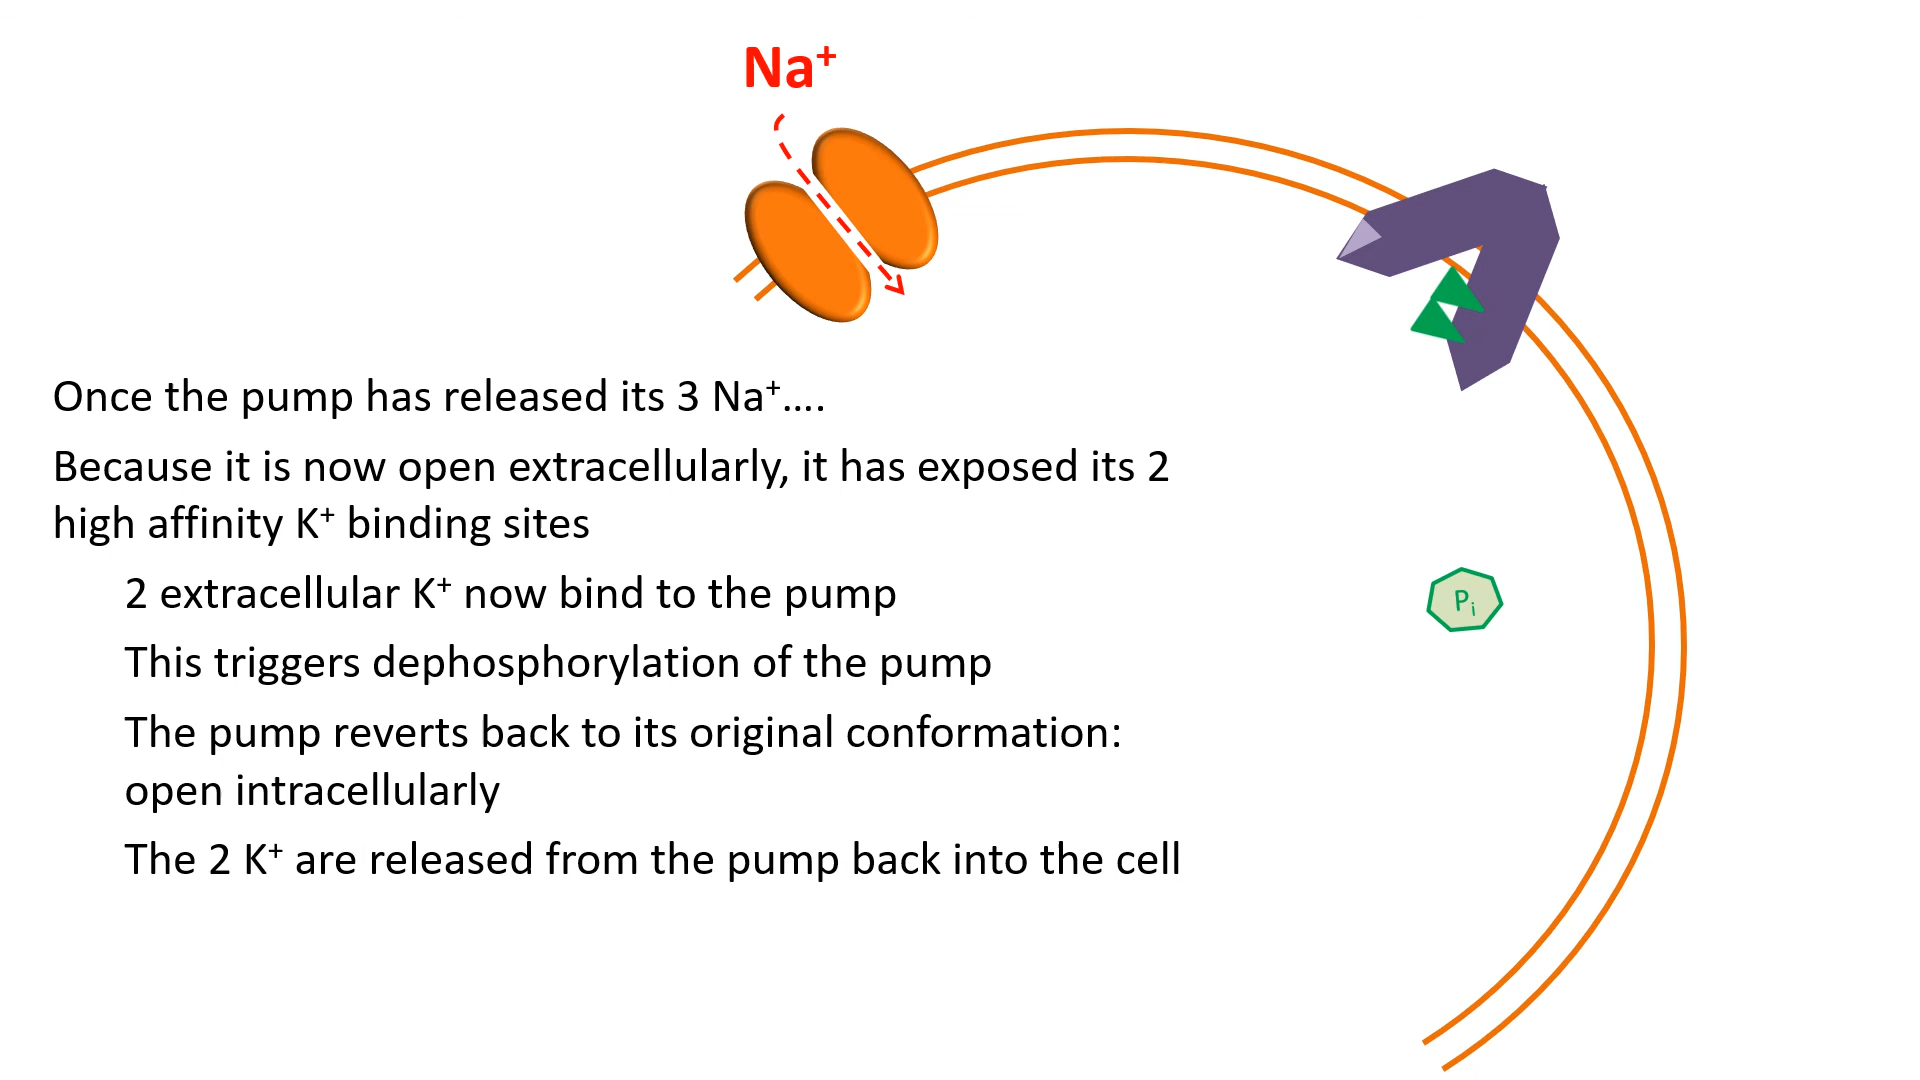 Na⁺
Once the pump has released its 3 Na⁺....
Because it is now open extracellularly, it has exposed its 2
high affinity K⁺ binding sites
2 extracellular K⁺ now bind to the pump
Pᵢ
This triggers dephosphorylation of the pump
The pump reverts back to its original conformation:
open intracellularly
The 2 K⁺ are released from the pump back into the cell